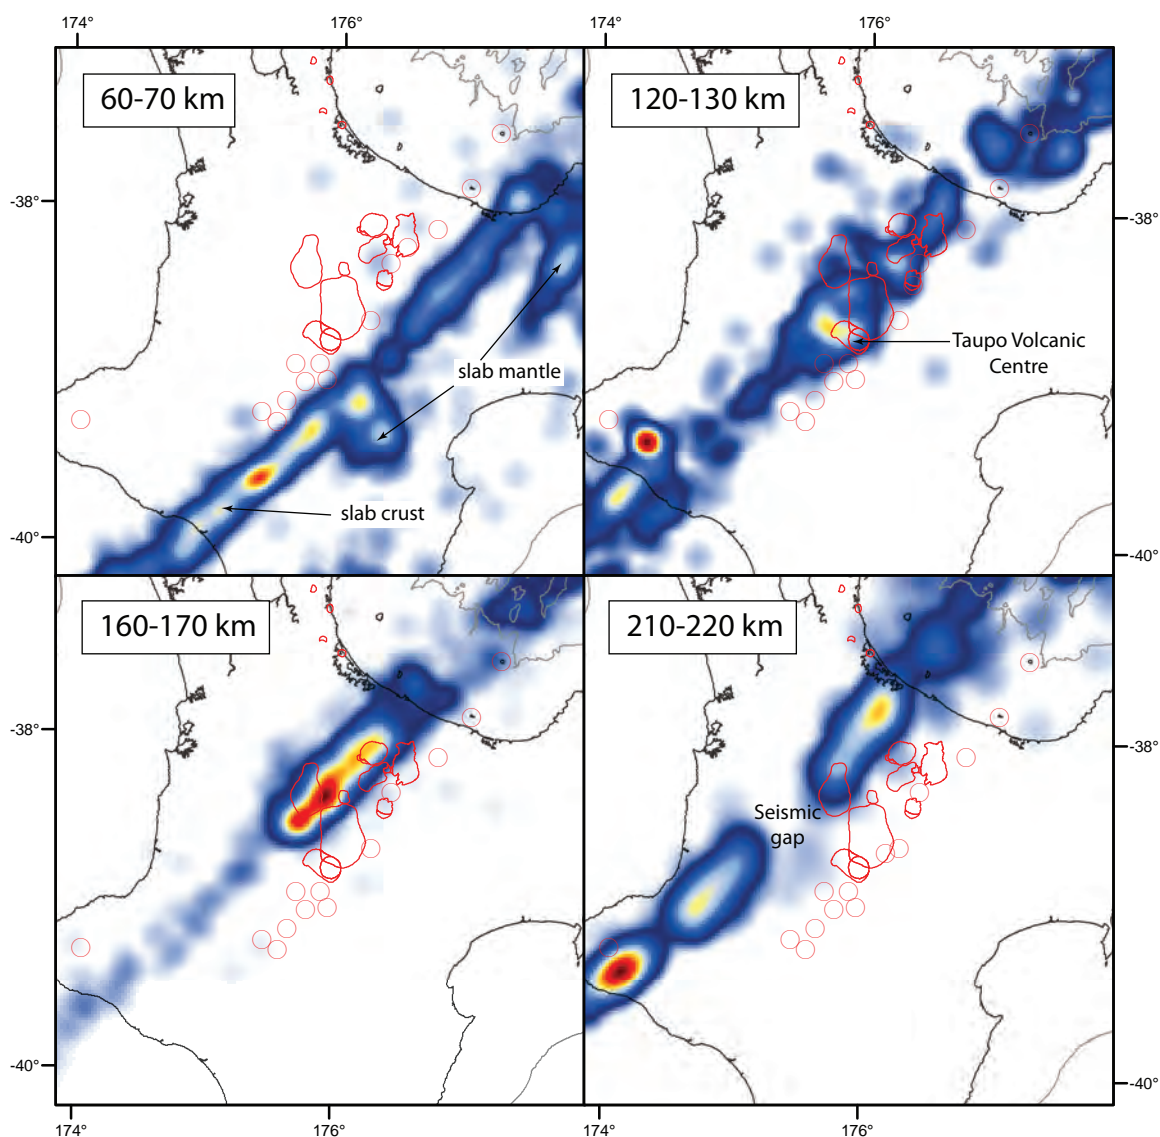 174°
176°
174°
176°
60-70 km
120-130 km
-38°
-38°
slab mantle
Taupo Volcanic
Centre
slab crust
-40°
-40°
160-170 km
210-220 km
-38°
-38°
Seismic
gap
-40°
-40°
174°
176°
174°
176°